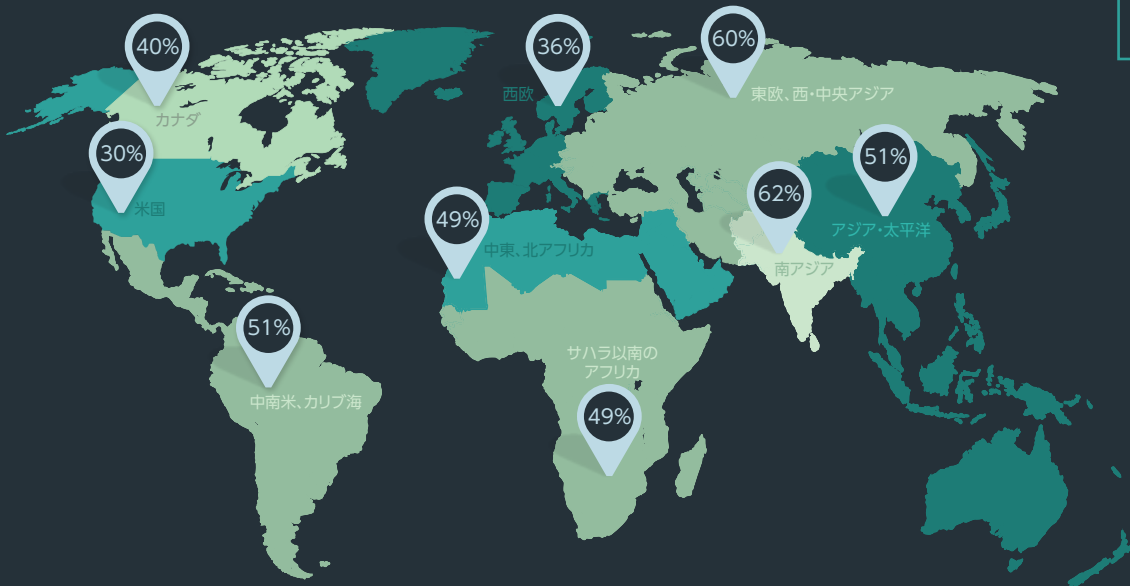 40%
カナダ
30%
米国
51%
中南米、カリブ海
36%
西欧
60%
東欧、西・中央アジア
49%
中東、北アフリカ
62%
南アジア
51%
アジア・太平洋
サハラ以南の
アフリカ
49%